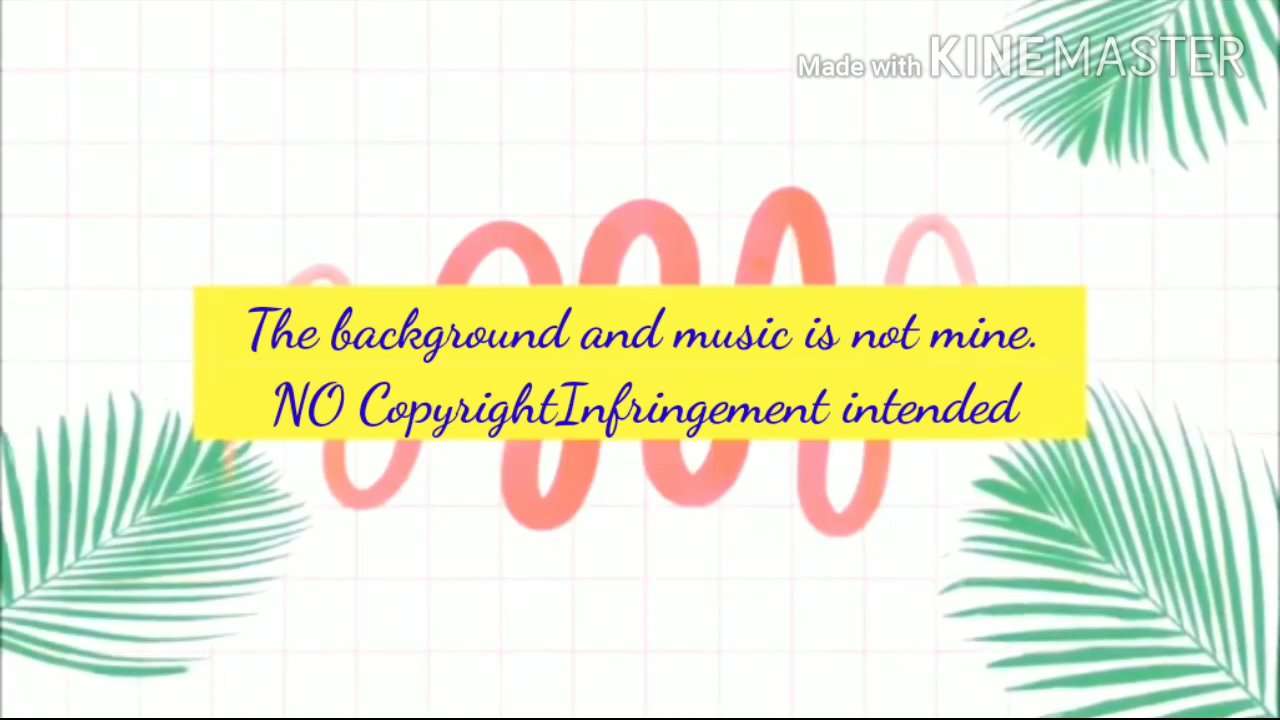 Made with KINEMASTER
The background and music is not mine.
NO CopyrightInfringement intended